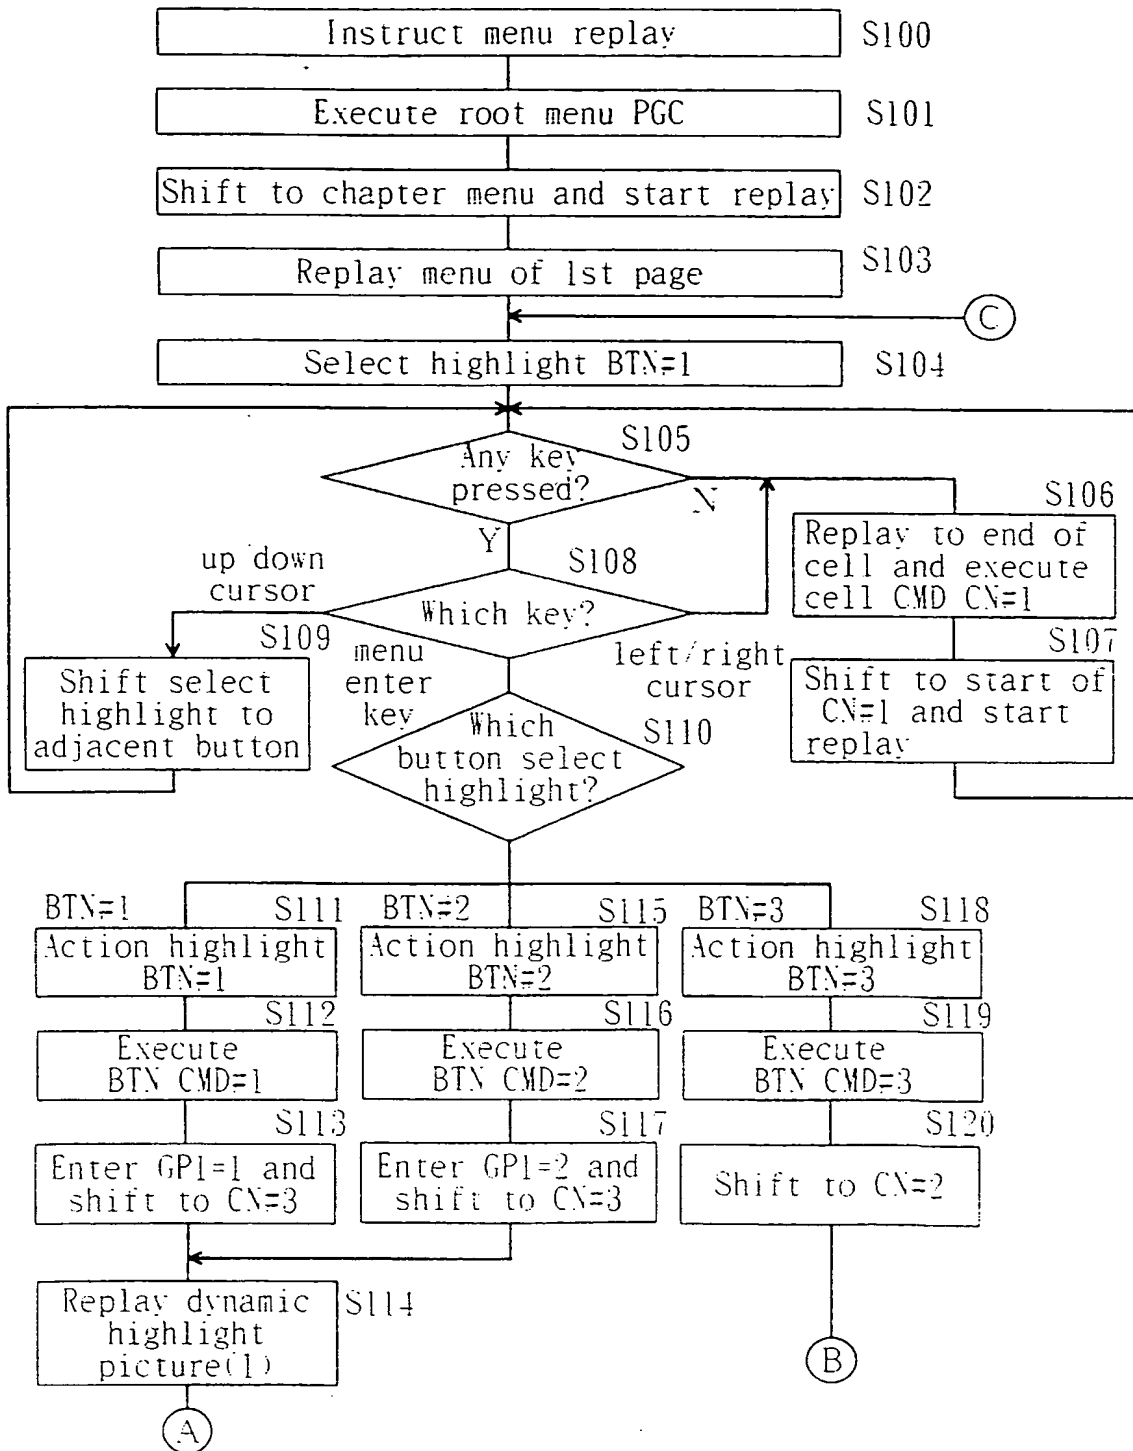 Instruct menu replay
S100
Execute root menu PGC
S101
Shift to chapter menu and start replay
S102
Replay menu of 1st page
S103
C
Select highlight BTN=1
S104
S105
Any key
pressed?
N
Y
S106
Replay to end of
cell and execute
cell CMD CN=1
up down
cursor
S108
Which key?
S109
S107
menu
enter
key
left/right
cursor
Shift select
highlight to
adjacent button
Shift to start of
CN=1 and start
replay
S110
Which
button select
highlight?
BTN=1
S111
BTN=2
S115
BTN=3
S118
Action highlight
BTN=1
Action highlight
BTN=2
Action highlight
BTN=3
S112
S116
S119
Execute
BTN CMD=1
Execute
BTN CMD=2
Execute
BTN CMD=3
S113
S117
S120
Enter GP1=1 and
shift to CN=3
Enter GP1=2 and
shift to CN=3
Shift to CN=2
Replay dynamic
highlight
picture(1)
S114
B
A